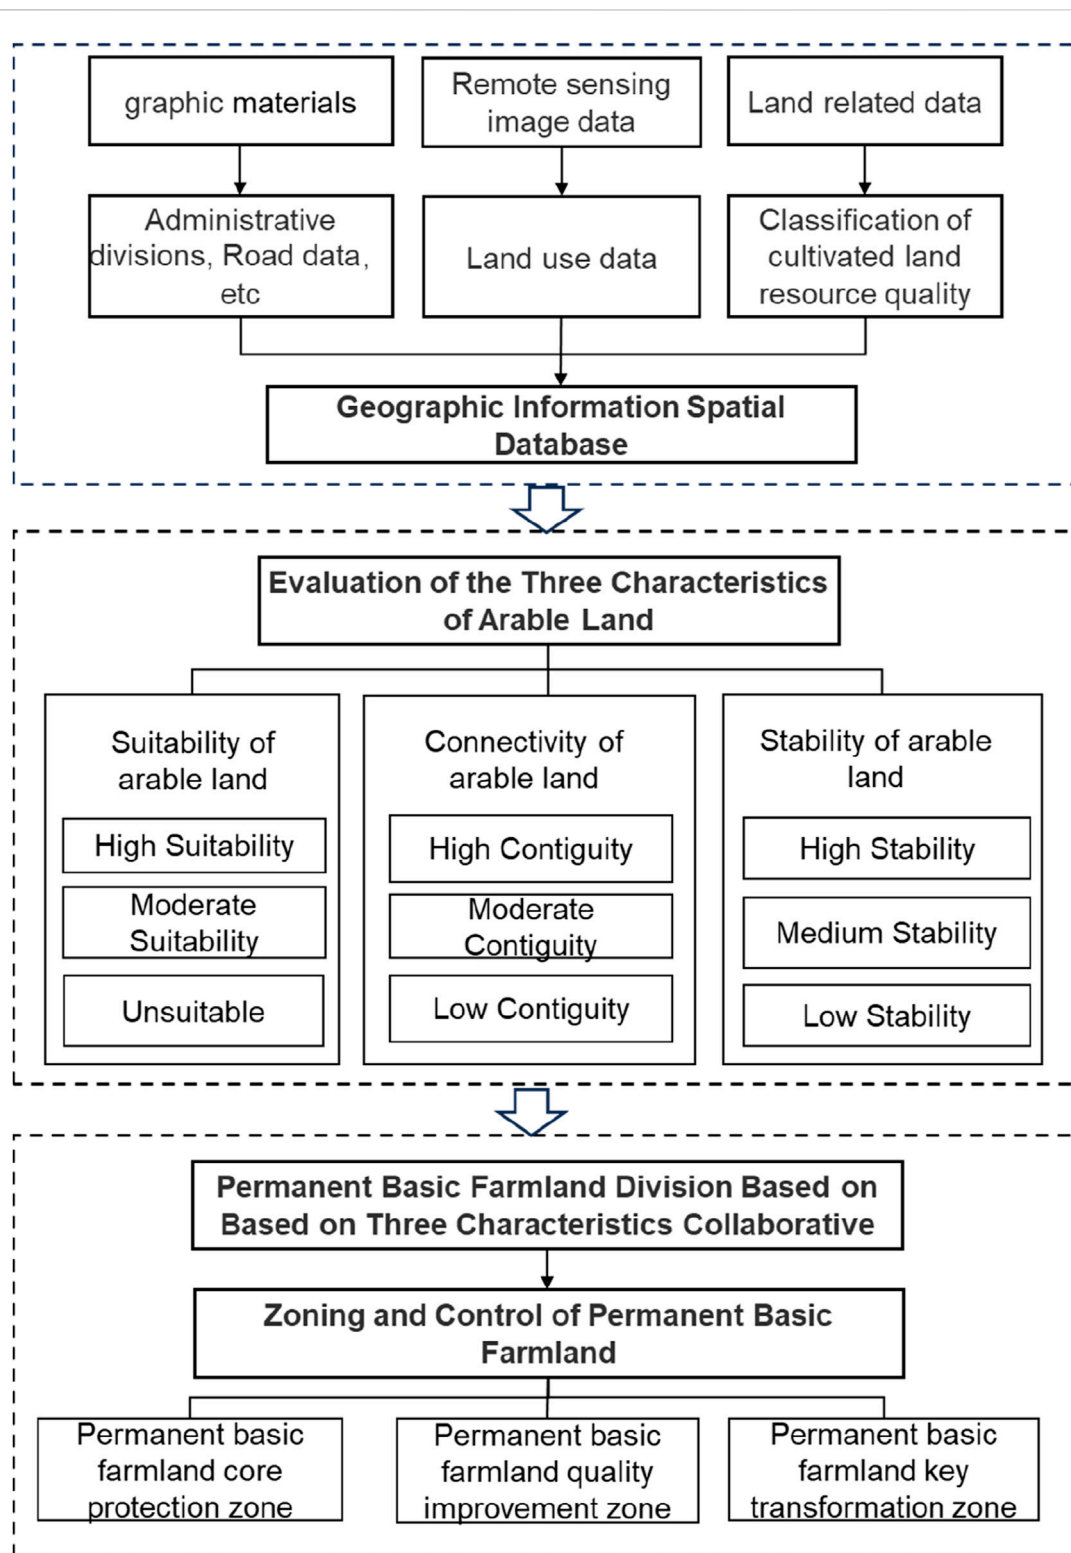 graphic materials
Remote sensing
image data
Land related data
Administrative
divisions, Road data,
etc
Land use data
Classification of
cultivated land
resource quality
Geographic Information Spatial
Database
Evaluation of the Three Characteristics
of Arable Land
Suitability of
arable land
High Suitability
Moderate
Suitability
Unsuitable
Connectivity of
arable land
High Contiguity
Moderate
Contiguity
Low Contiguity
Stability of arable
land
High Stability
Medium Stability
Low Stability
Permanent Basic Farmland Division Based on
Based on Three Characteristics Collaborative
Zoning and Control of Permanent Basic
Farmland
Permanent basic
farmland core
protection zone
Permanent basic
farmland quality
improvement zone
Permanent basic
farmland key
transformation zone